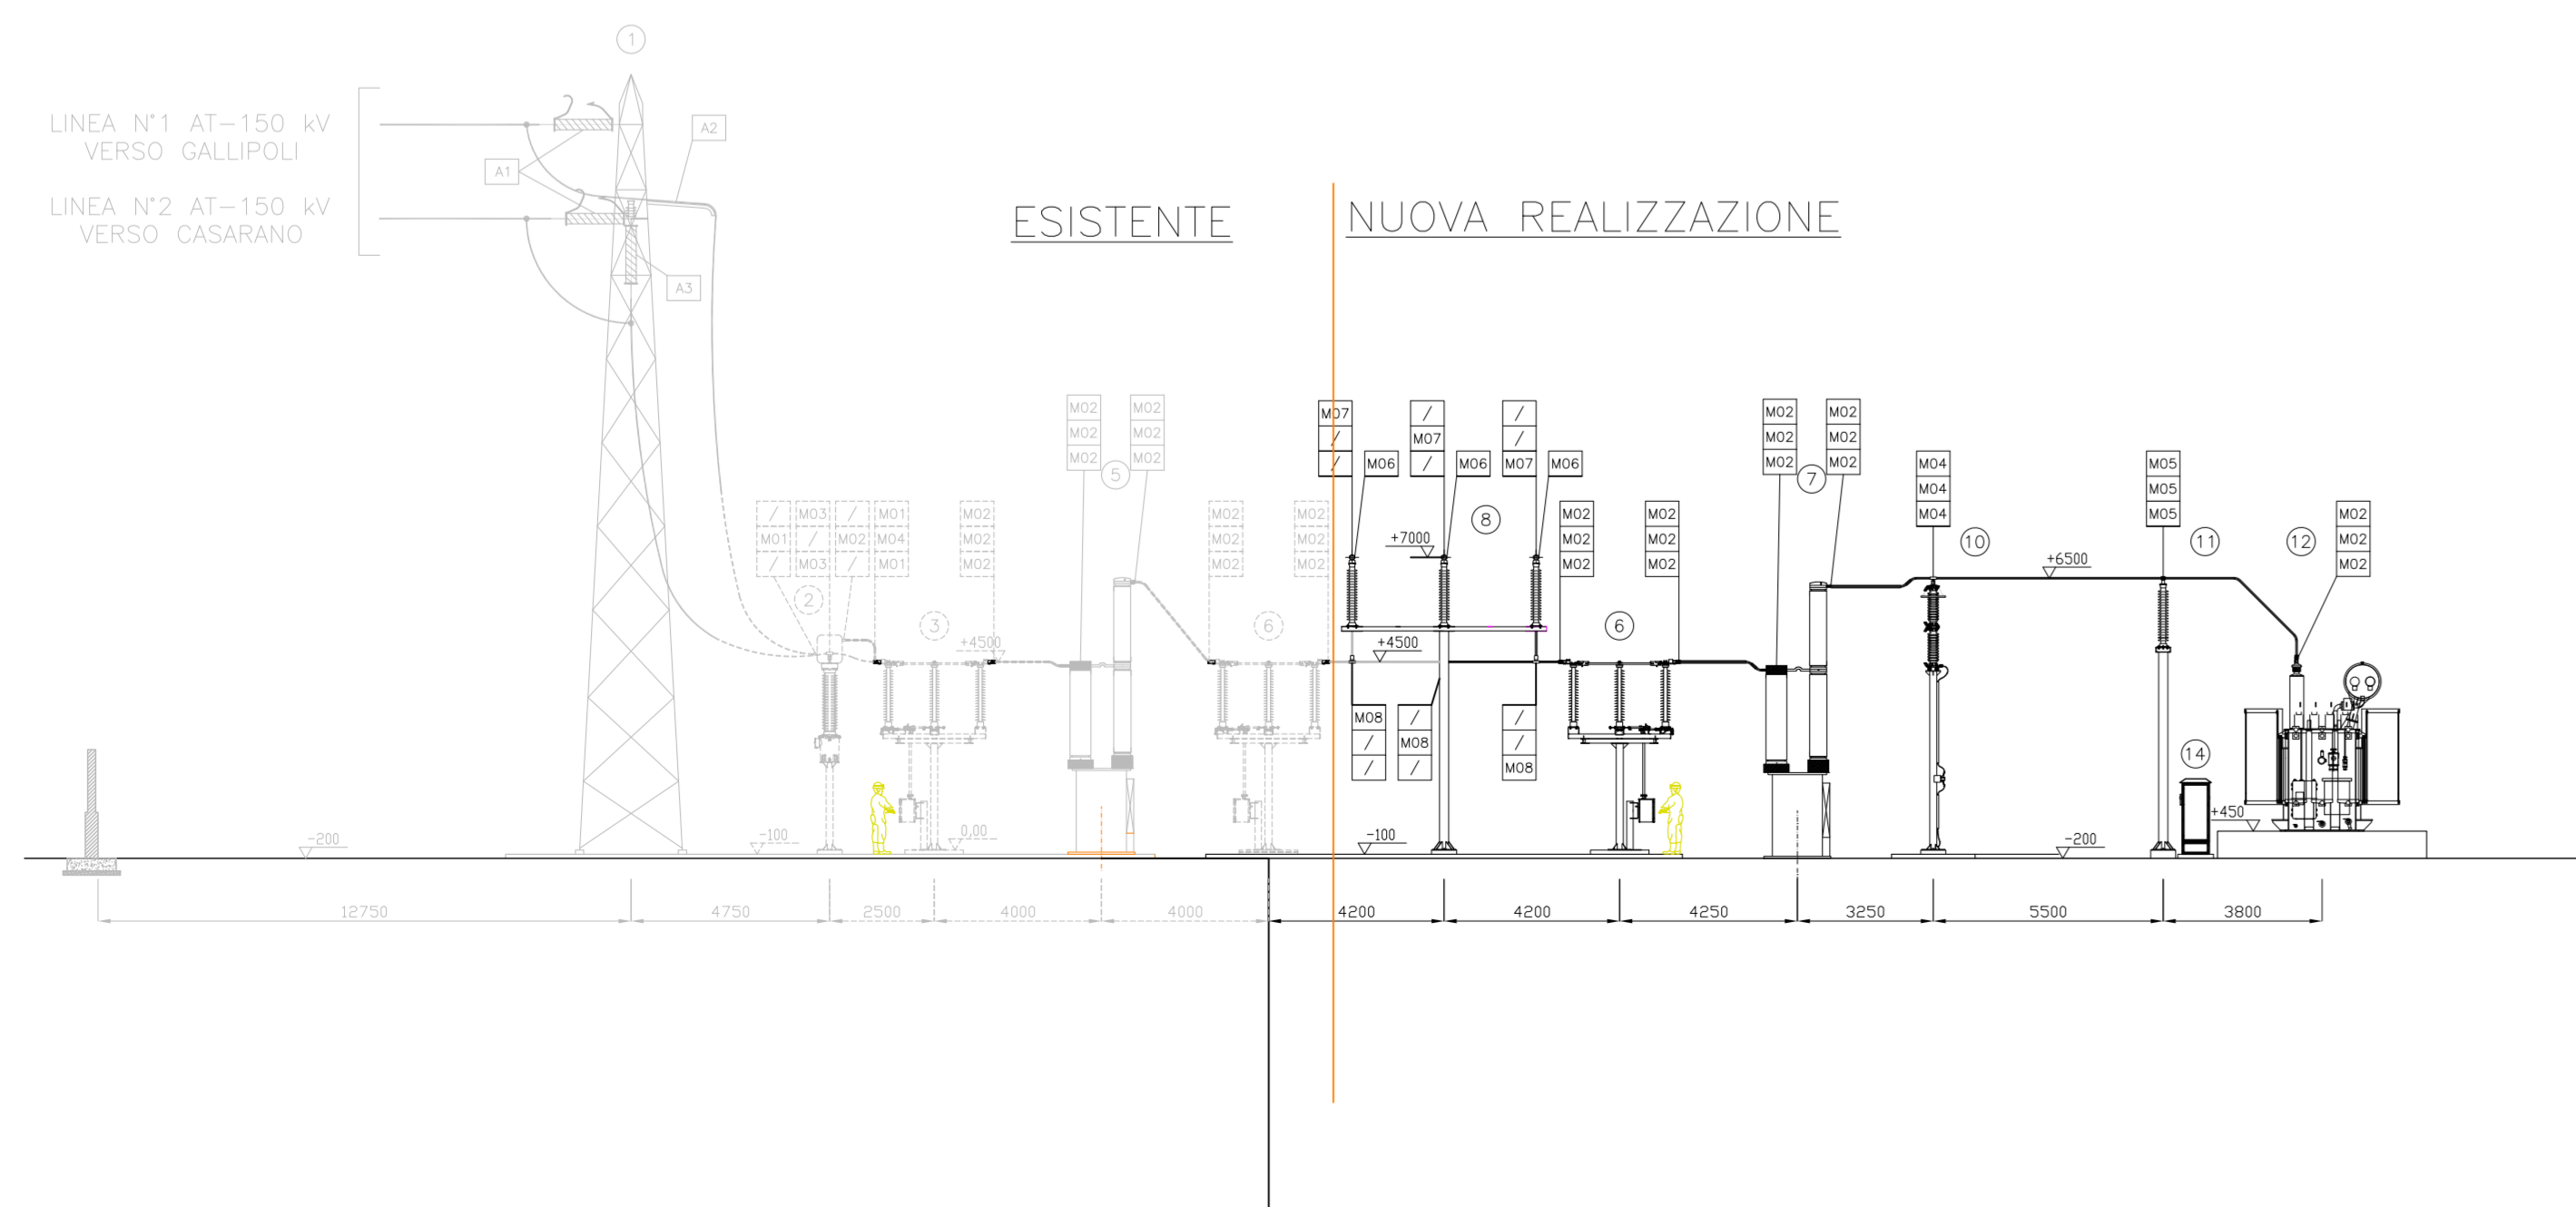 1
LINEA N°1 AT-150 kV
VERSO GALLIPOLI
A2
A1
LINEA N°2 AT-150 kV
VERSO CASARANO
A3
ESISTENTE
NUOVA REALIZZAZIONE
M02 M02
M02 M02
M02 M02
5
M07 / /
/ M07 /
/ M06 / M06 M07 M06
M02 M02
M02 M02
M02 M02
7
M04
M04
M04
M05
M05
M05
/ M03 / M01 M02
M01 / M02 M04 M02
/ M03 / M01 M02
M02 M02
M02 M02
M02 M02
8
M02 M02
M02 M02
M02 M02
M02
M02
M02
+7000
10
11
12
+6500
2
3
6
6
+4500
+4500
M08 / /
/ M08 /
/ / M08
14
+450
-200
-100
0,00
-100
-200
12750
4750
2500
4000
4000
4200
4200
4250
3250
5500
3800